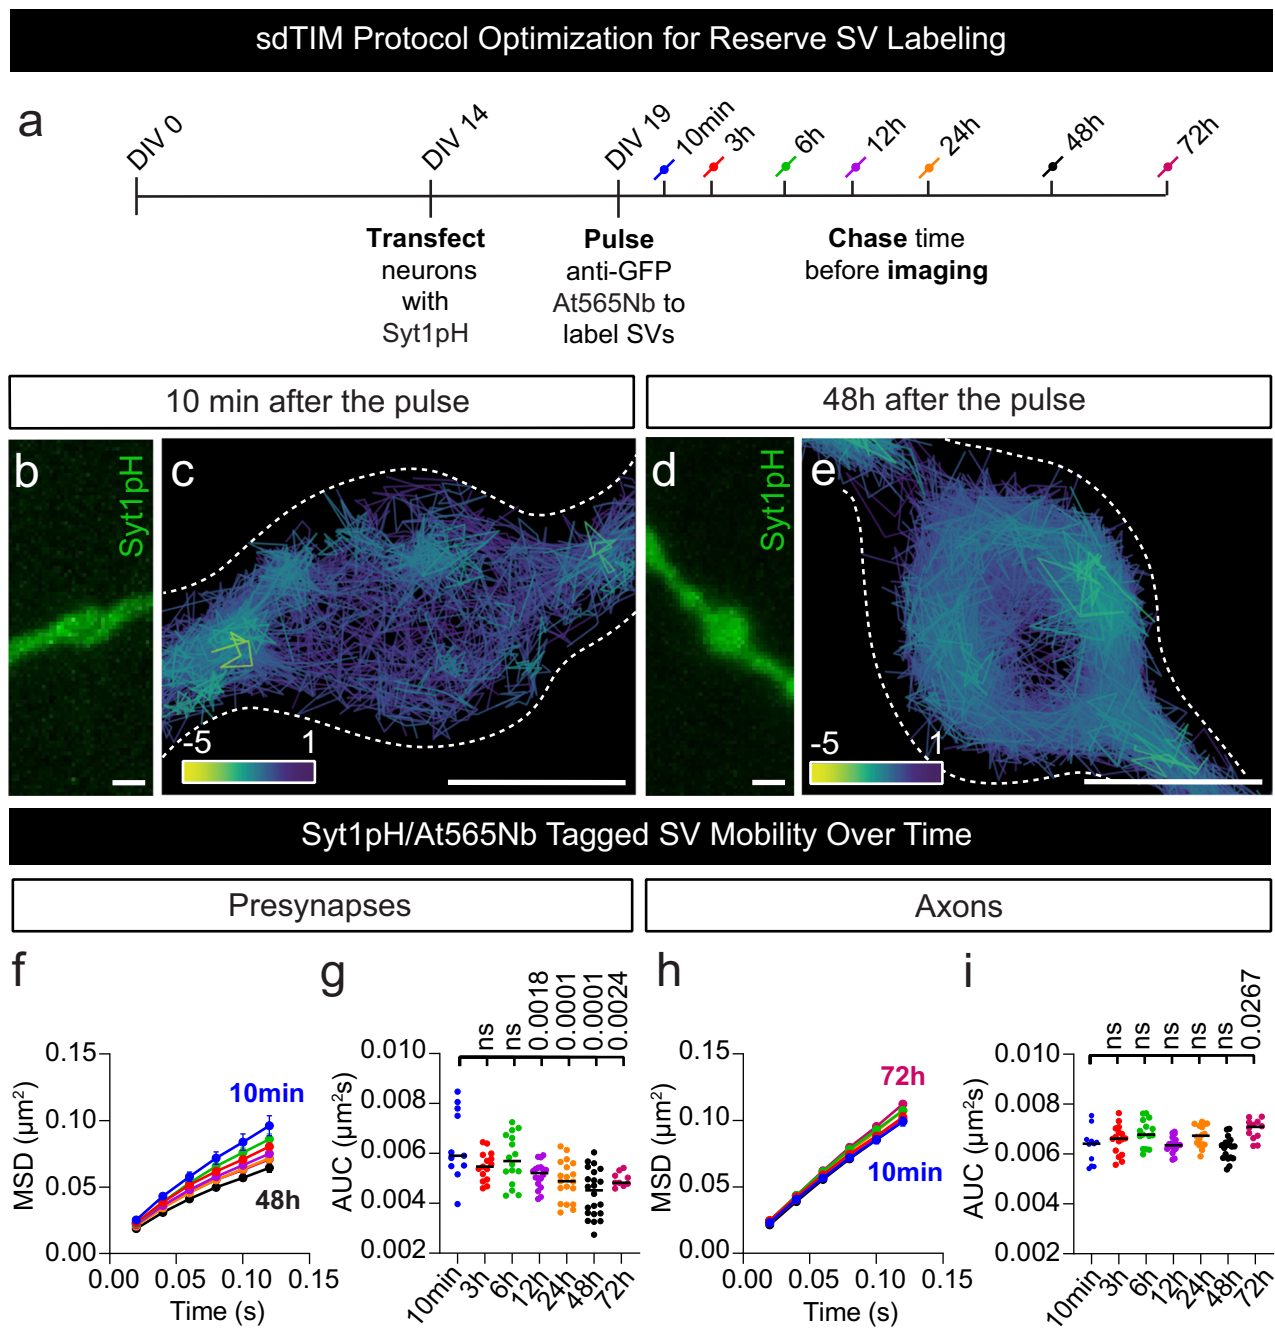 sdTIM Protocol Optimization for Reserve SV Labeling
a
DIV 0
DIV 14
DIV 19
10min
3h
6h
12h
24h
48h
72h
Transfect
neurons
with
Syt1pH
Pulse
anti-GFP
At565Nb to
label SVs
Chase time
before imaging
10 min after the pulse
48h after the pulse
b
Syt1pH
c
-5
1
d
Syt1pH
e
-5
1
Syt1pH/At565Nb Tagged SV Mobility Over Time
Presynapses
Axons
f
MSD (µm²)
0.15
0.10
0.05
0.00
0.00
0.05
0.10
0.15
Time (s)
10min
48h
g
ns
ns
0.0018
0.0001
0.0001
0.0024
AUC (µm²s)
0.010
0.008
0.006
0.004
0.002
10min
3h
6h
12h
24h
48h
72h
h
MSD (µm²)
0.15
0.10
0.05
0.00
0.00
0.05
0.10
0.15
Time (s)
72h
10min
i
ns
ns
ns
ns
ns
0.0267
AUC (µm²s)
0.010
0.008
0.006
0.004
0.002
10min
3h
6h
12h
24h
48h
72h